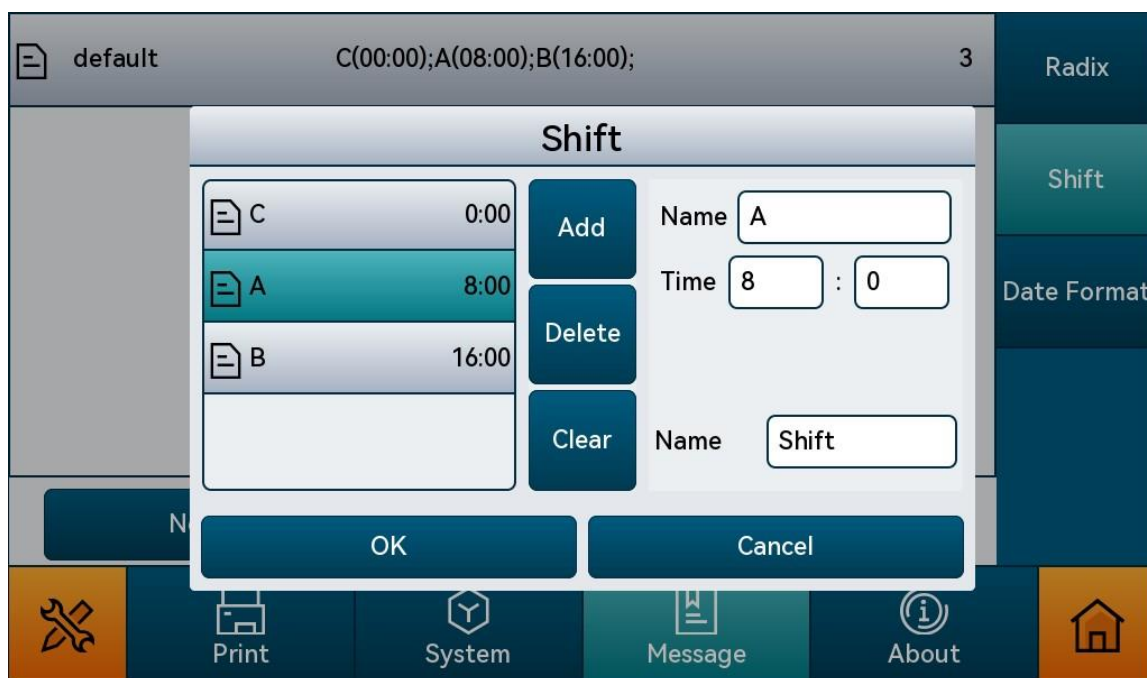 default C(00:00);A(08:00);B(16:00); 3
Radix
Shift
Date Format
Shift
C 0:00
A 8:00
B 16:00
Add
Delete
Clear
Name A
Time 8 : 0
Name Shift
OK
Cancel
Print
System
Message
About